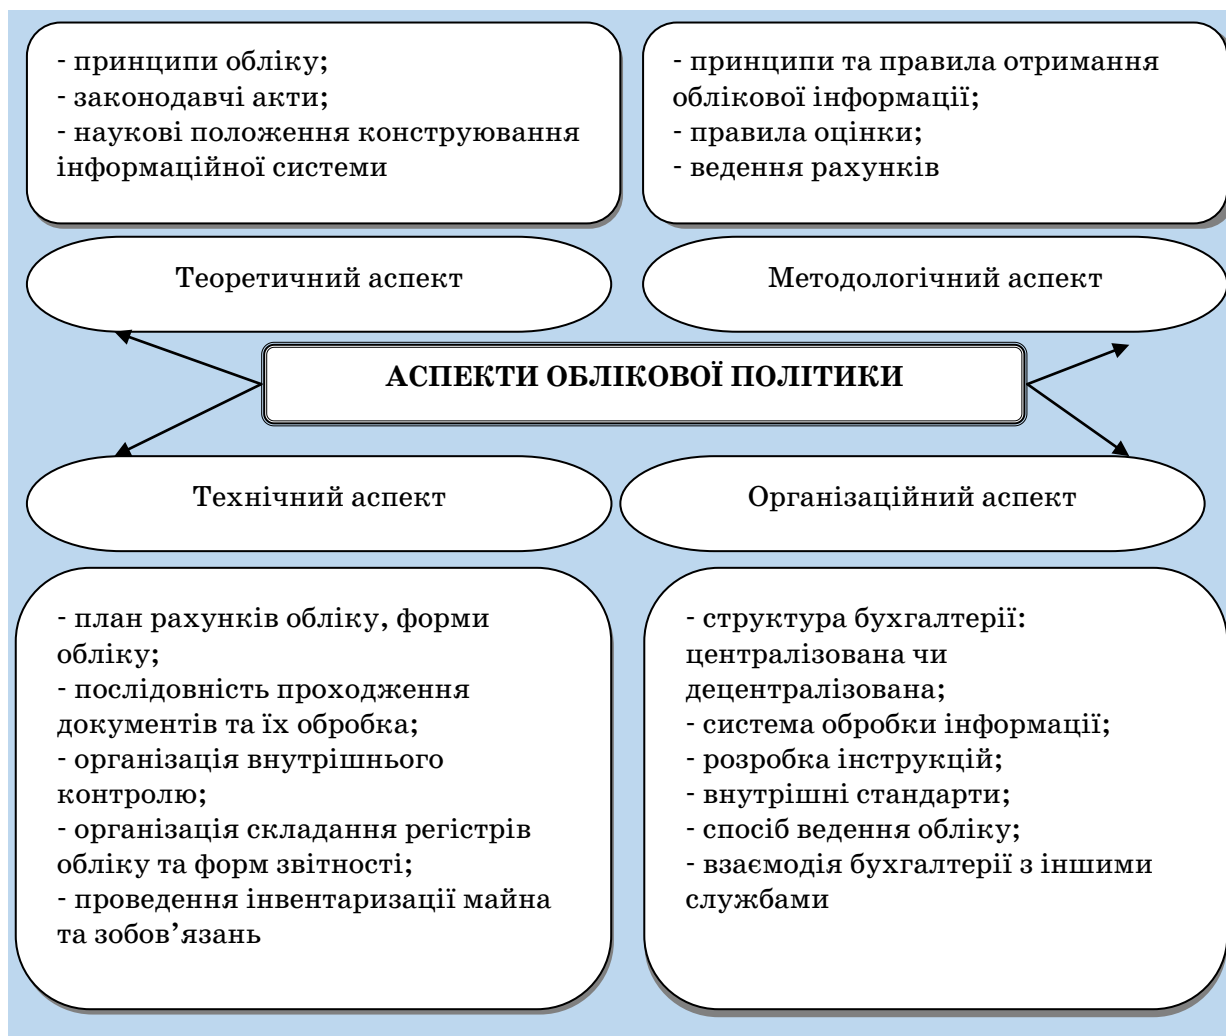 - принципи обліку;
- законодавчі акти;
- наукові положення конструювання
інформаційної системи
- принципи та правила отримання
облікової інформації;
- правила оцінки;
- ведення рахунків
Теоретичний аспект
Методологічний аспект
АСПЕКТИ ОБЛІКОВОЇ ПОЛІТИКИ
Технічний аспект
Організаційний аспект
- план рахунків обліку, форми
обліку;
- послідовність проходження
документів та їх обробка;
- організація внутрішнього
контролю;
- організація складання регістрів
обліку та форм звітності;
- проведення інвентаризації майна
та зобов’язань
- структура бухгалтерії:
централізована чи
децентралізована;
- система обробки інформації;
- розробка інструкцій;
- внутрішні стандарти;
- спосіб ведення обліку;
- взаємодія бухгалтерії з іншими
службами